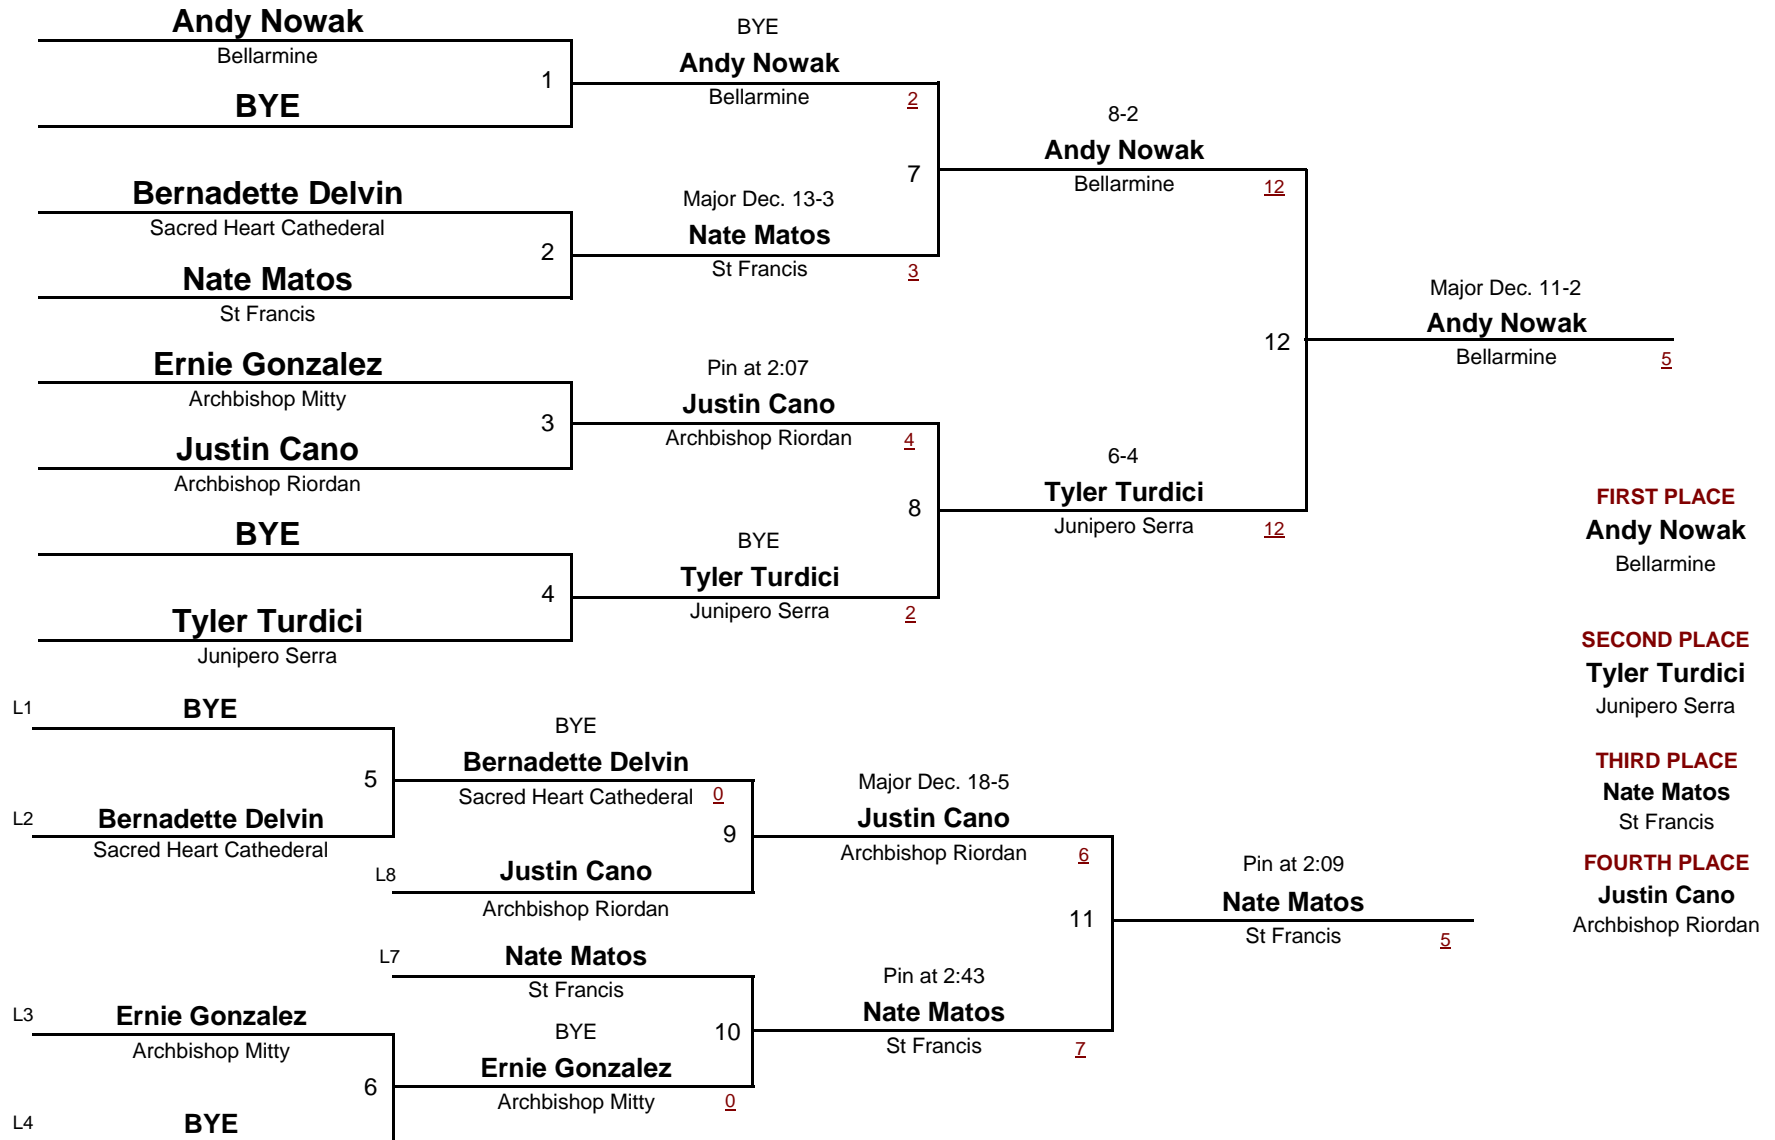 Andy Nowak
Bellarmine
1
BYE
BYE
Andy Nowak
Bellarmine
2
Bernadette Delvin
Sacred Heart Cathederal
2
Nate Matos
St Francis
Major Dec. 13-3
Nate Matos
St Francis
3
7
8-2
Andy Nowak
Bellarmine
12
Ernie Gonzalez
Archbishop Mitty
3
Justin Cano
Archbishop Riordan
Pin at 2:07
Justin Cano
Archbishop Riordan
4
BYE
4
Tyler Turdici
Junipero Serra
BYE
Tyler Turdici
Junipero Serra
2
8
6-4
Tyler Turdici
Junipero Serra
12
12
Major Dec. 11-2
Andy Nowak
Bellarmine
5
FIRST PLACE
Andy Nowak
Bellarmine
SECOND PLACE
Tyler Turdici
Junipero Serra
THIRD PLACE
Nate Matos
St Francis
FOURTH PLACE
Justin Cano
Archbishop Riordan
L1
BYE
5
L2
Bernadette Delvin
Sacred Heart Cathederal
BYE
Bernadette Delvin
Sacred Heart Cathederal
0
9
L8
Justin Cano
Archbishop Riordan
Major Dec. 18-5
Justin Cano
Archbishop Riordan
6
L7
Nate Matos
St Francis
L3
Ernie Gonzalez
Archbishop Mitty
6
L4
BYE
BYE
Ernie Gonzalez
Archbishop Mitty
0
10
Pin at 2:43
Nate Matos
St Francis
7
11
Pin at 2:09
Nate Matos
St Francis
5